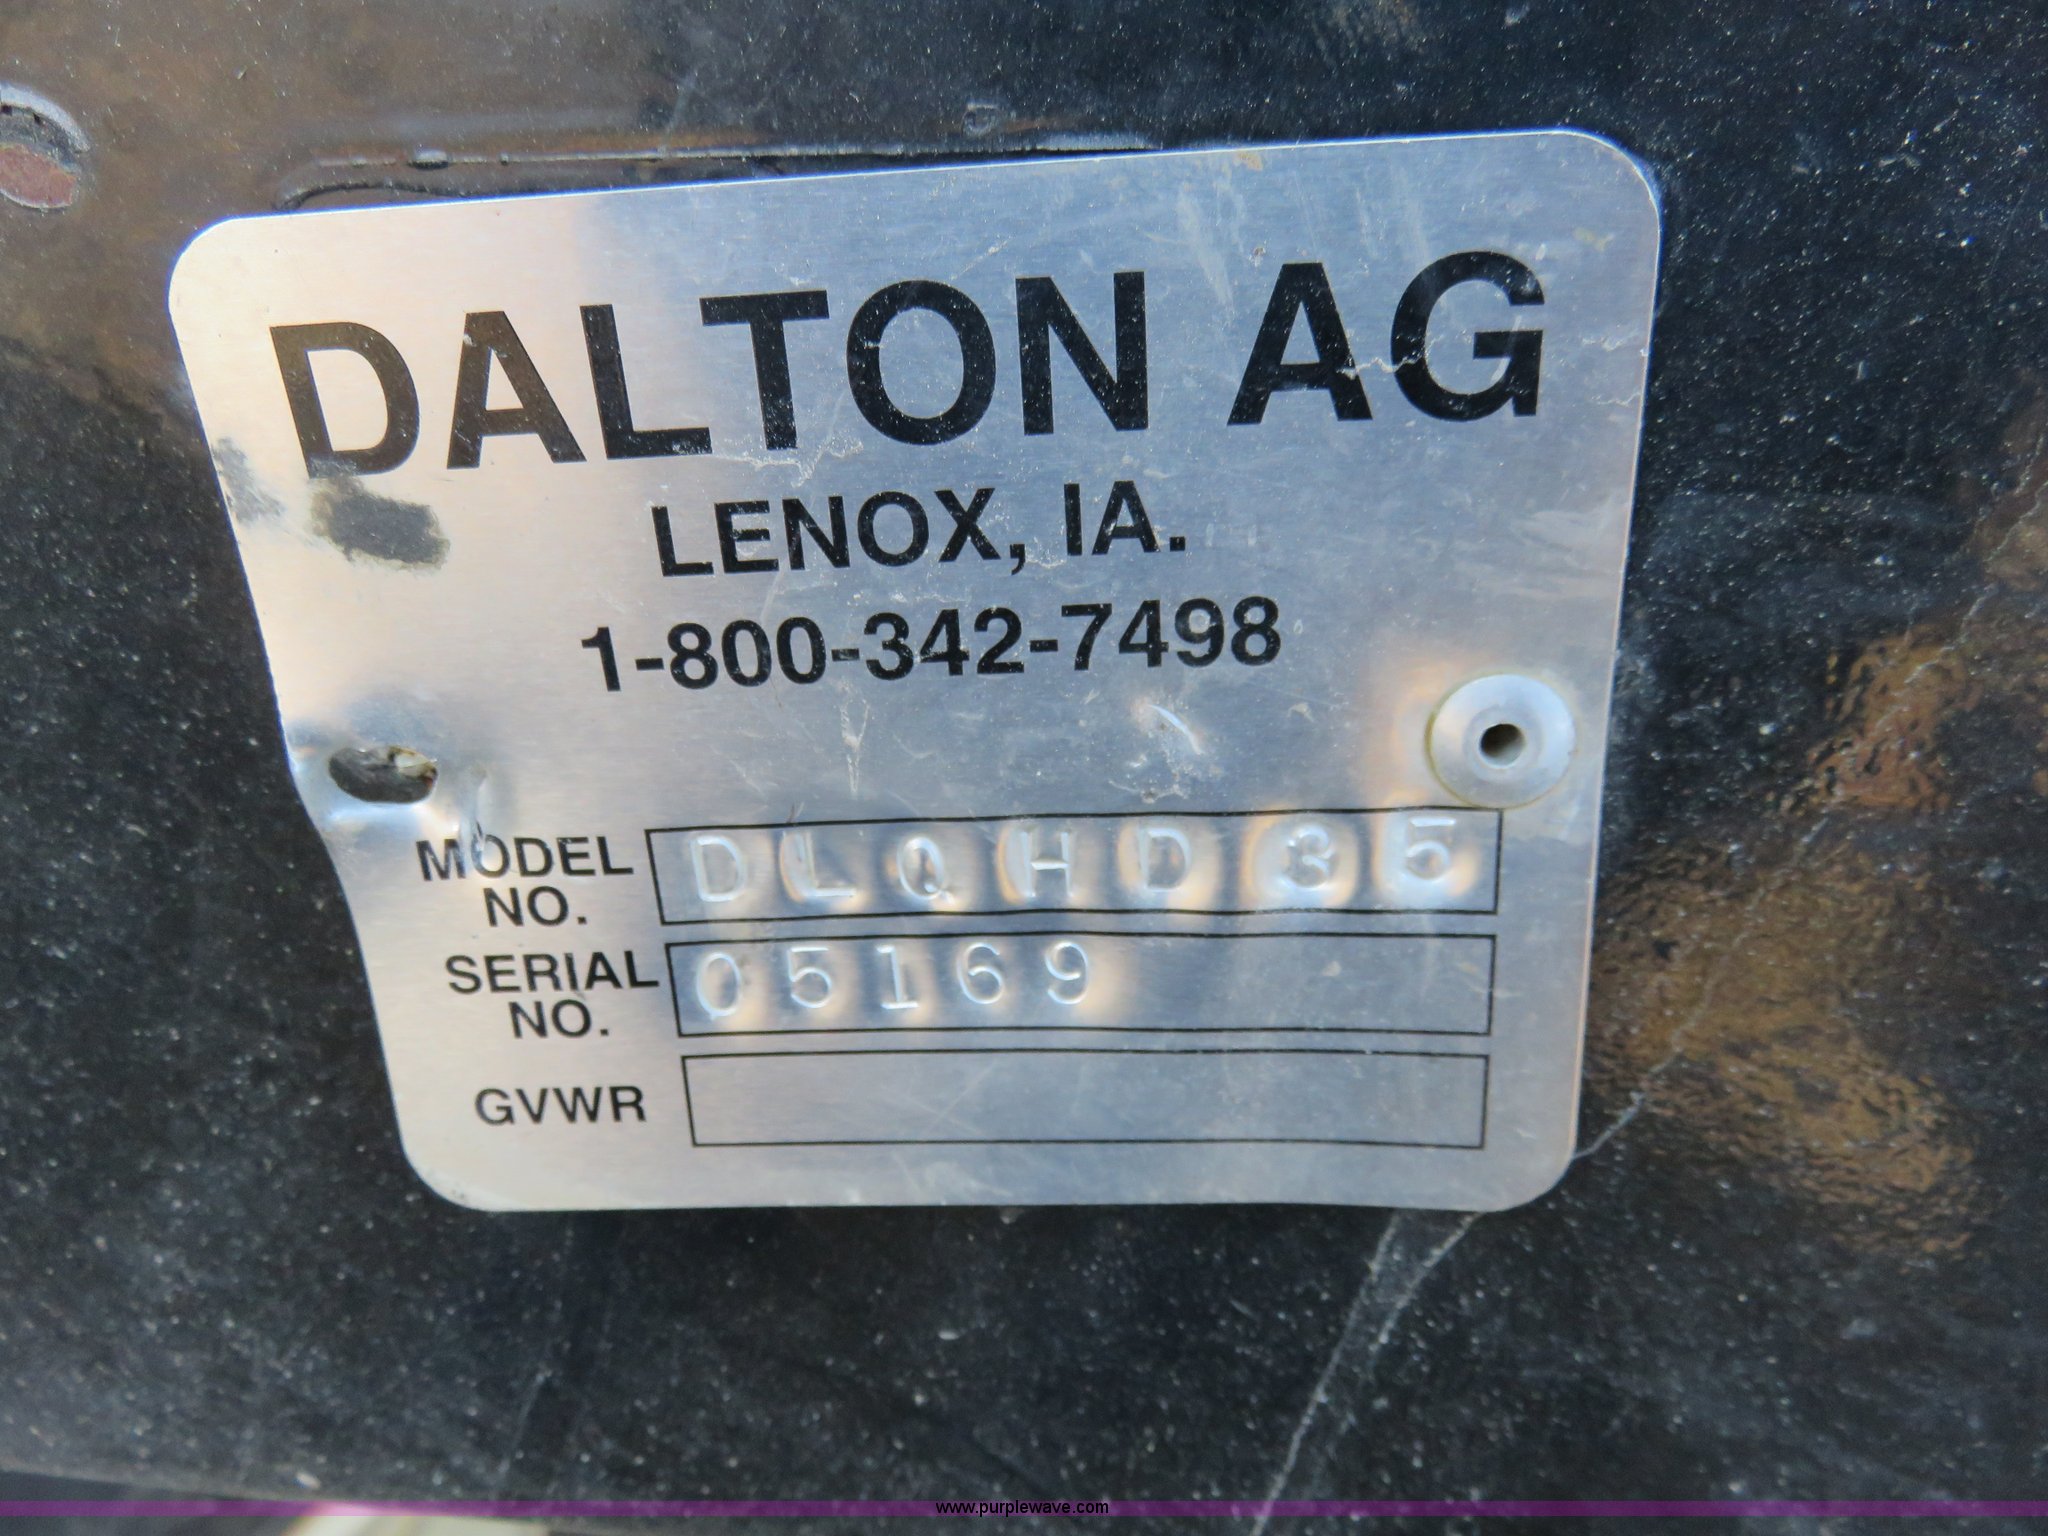 DALTON AG
LENOX, IA.
1-800-342-7498
MODEL NO. DLQHD35
SERIAL NO. 05169
GVWR
www.purplewave.com